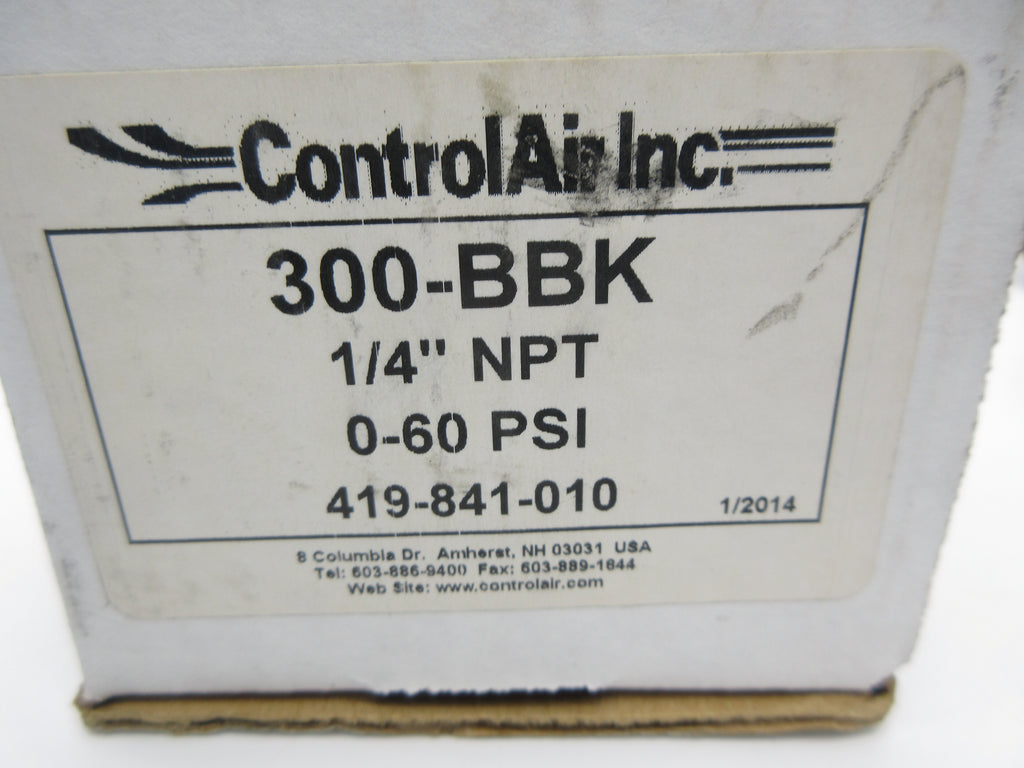 ControlAir Inc.
300-BBK
1/4" NPT
0-60 PSI
419-841-010 1/2014
8 Columbia Dr. Amherst, NH 03031 USA
Tel: 603-886-9400 Fax: 603-889-1844
Web Site: www.controlair.com